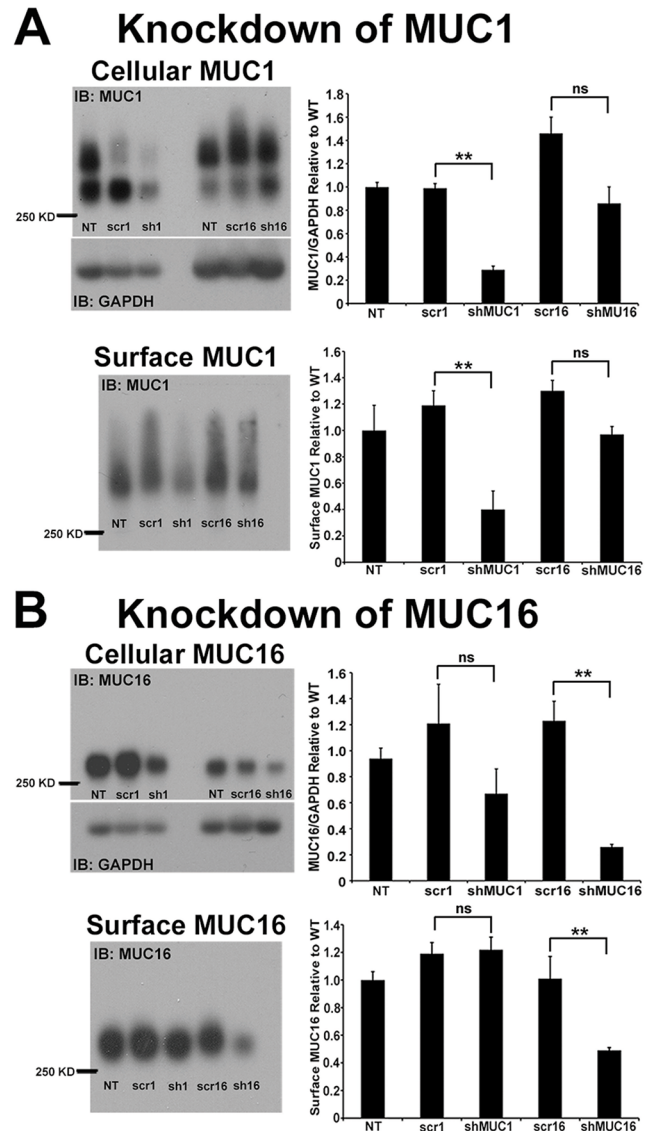 A Knockdown of MUC1
Cellular MUC1
IB: MUC1
250 KD
NT scr1 sh1 NT scr16 sh16
IB: GAPDH
MUC1/GAPDH Relative to WT
1.8
1.6
1.4
1.2
1.0
0.8
0.6
0.4
0.2
0
** ns
NT scr1 shMUC1 scr16 shMU16
Surface MUC1
IB: MUC1
250 KD
NT scr1 sh1 scr16 sh16
Surface MUC1 Relative to WT
1.6
1.4
1.2
1.0
0.8
0.6
0.4
0.2
0
** ns
NT scr1 shMUC1 scr16 shMUC16
B Knockdown of MUC16
Cellular MUC16
IB: MUC16
250 KD
NT scr1 sh1 NT scr16 sh16
IB: GAPDH
MUC16/GAPDH Relative to WT
1.6
1.4
1.2
1.0
0.8
0.6
0.4
0.2
0
ns **
NT scr1 shMUC1 scr16 shMUC16
Surface MUC16
IB: MUC16
250 KD
NT scr1 sh1 scr16 sh16
Surface MUC16 Relative to WT
1.4
1.2
1.0
0.8
0.6
0.4
0.2
0
ns **
NT scr1 shMUC1 scr16 shMUC16